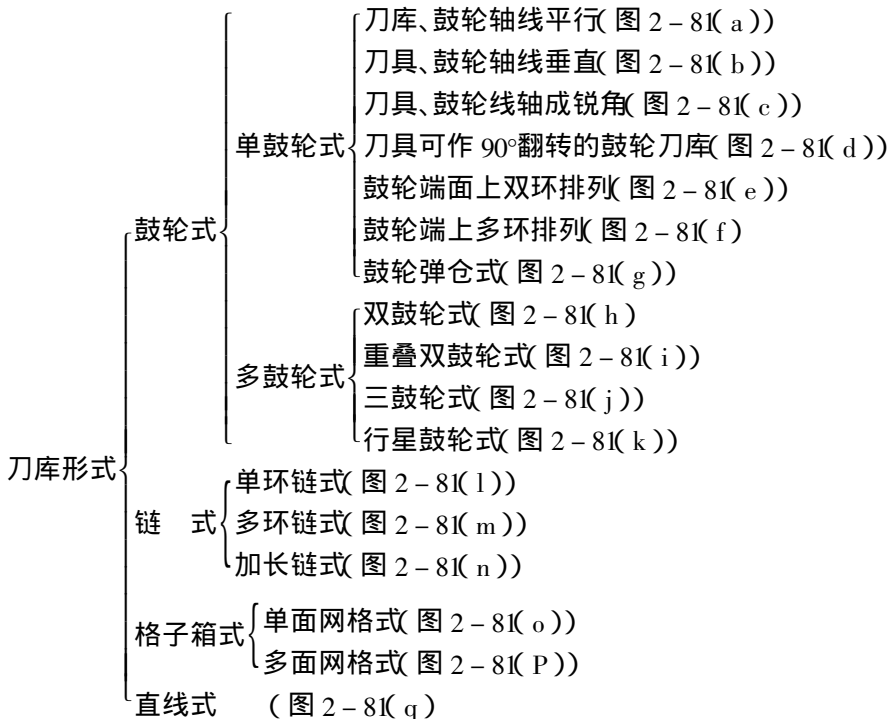 刀库、鼓轮轴线平行(图 2－81(a))
刀具、鼓轮轴线垂直(图 2－81(b))
刀具、鼓轮线轴成锐角(图 2－81(c))
单鼓轮式 刀具可作 90°翻转的鼓轮刀库(图 2－81(d))
鼓轮端面上双环排列(图 2－81(e))
鼓轮式 鼓轮端上多环排列(图 2－81(f)
鼓轮弹仓式(图 2－81(g))
双鼓轮式(图 2－81(h)
重叠双鼓轮式(图 2－81(i))
多鼓轮式 三鼓轮式(图 2－81(j))
行星鼓轮式(图 2－81(k))
刀库形式
单环链式(图 2－81(l))
链 式 多环链式(图 2－81(m))
加长链式(图 2－81(n))
单面网格式(图 2－81(o))
格子箱式
多面网格式(图 2－81(P))
直线式 (图 2－81(q)